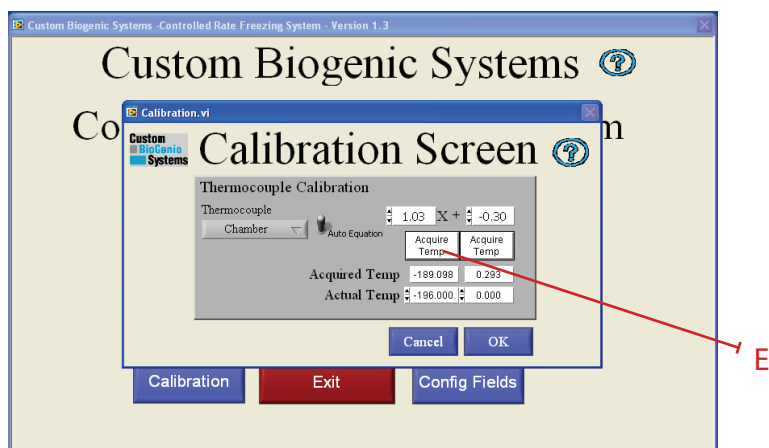 Custom Biogenic Systems -Controlled Rate Freezing System - Version 1.3
Custom Biogenic Systems ?
Co m
Calibration.vi
Custom
BioGenic
Systems
Calibration Screen ?
Thermocouple Calibration
Thermocouple
Chamber
Auto Equation
1.03 X + -0.30
Acquire Temp
Acquire Temp
Acquired Temp -189.098 0.293
Actual Temp -196.000 0.000
Cancel OK
E
Calibration Exit Config Fields